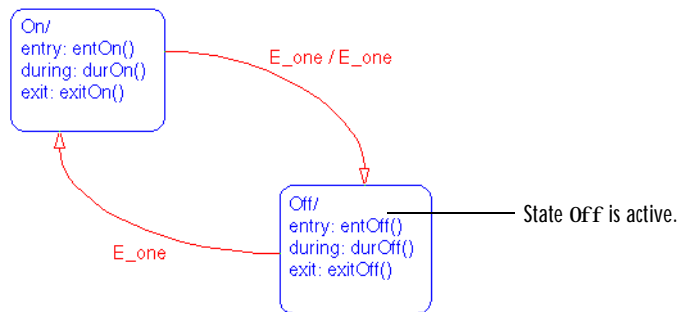 On/
entry: entOn()
during: durOn()
exit: exitOn()
E_one / E_one
Off/
entry: entOff()
during: durOff()
exit: exitOff()
State Off is active.
E_one